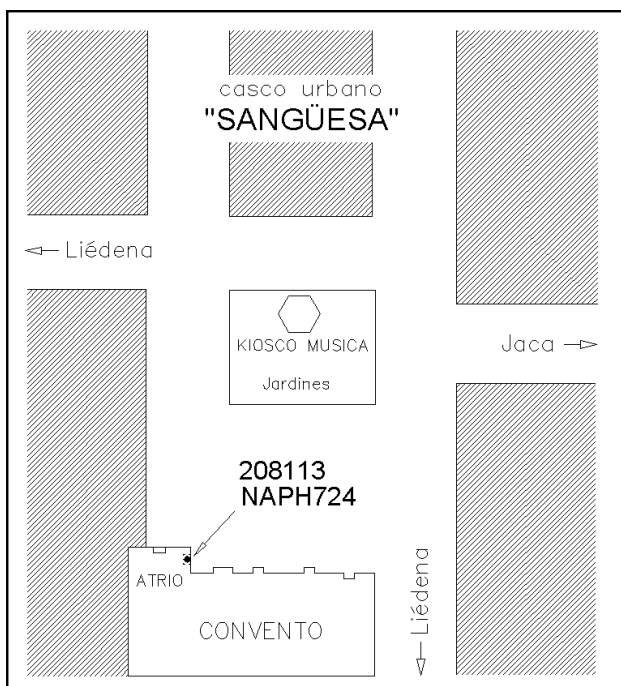 casco urbano
"SANGÜESA"
Liédena
KIOSCO MUSICA
Jardines
Jaca
208113
NAPH724
ATRIO
CONVENTO
Liédena